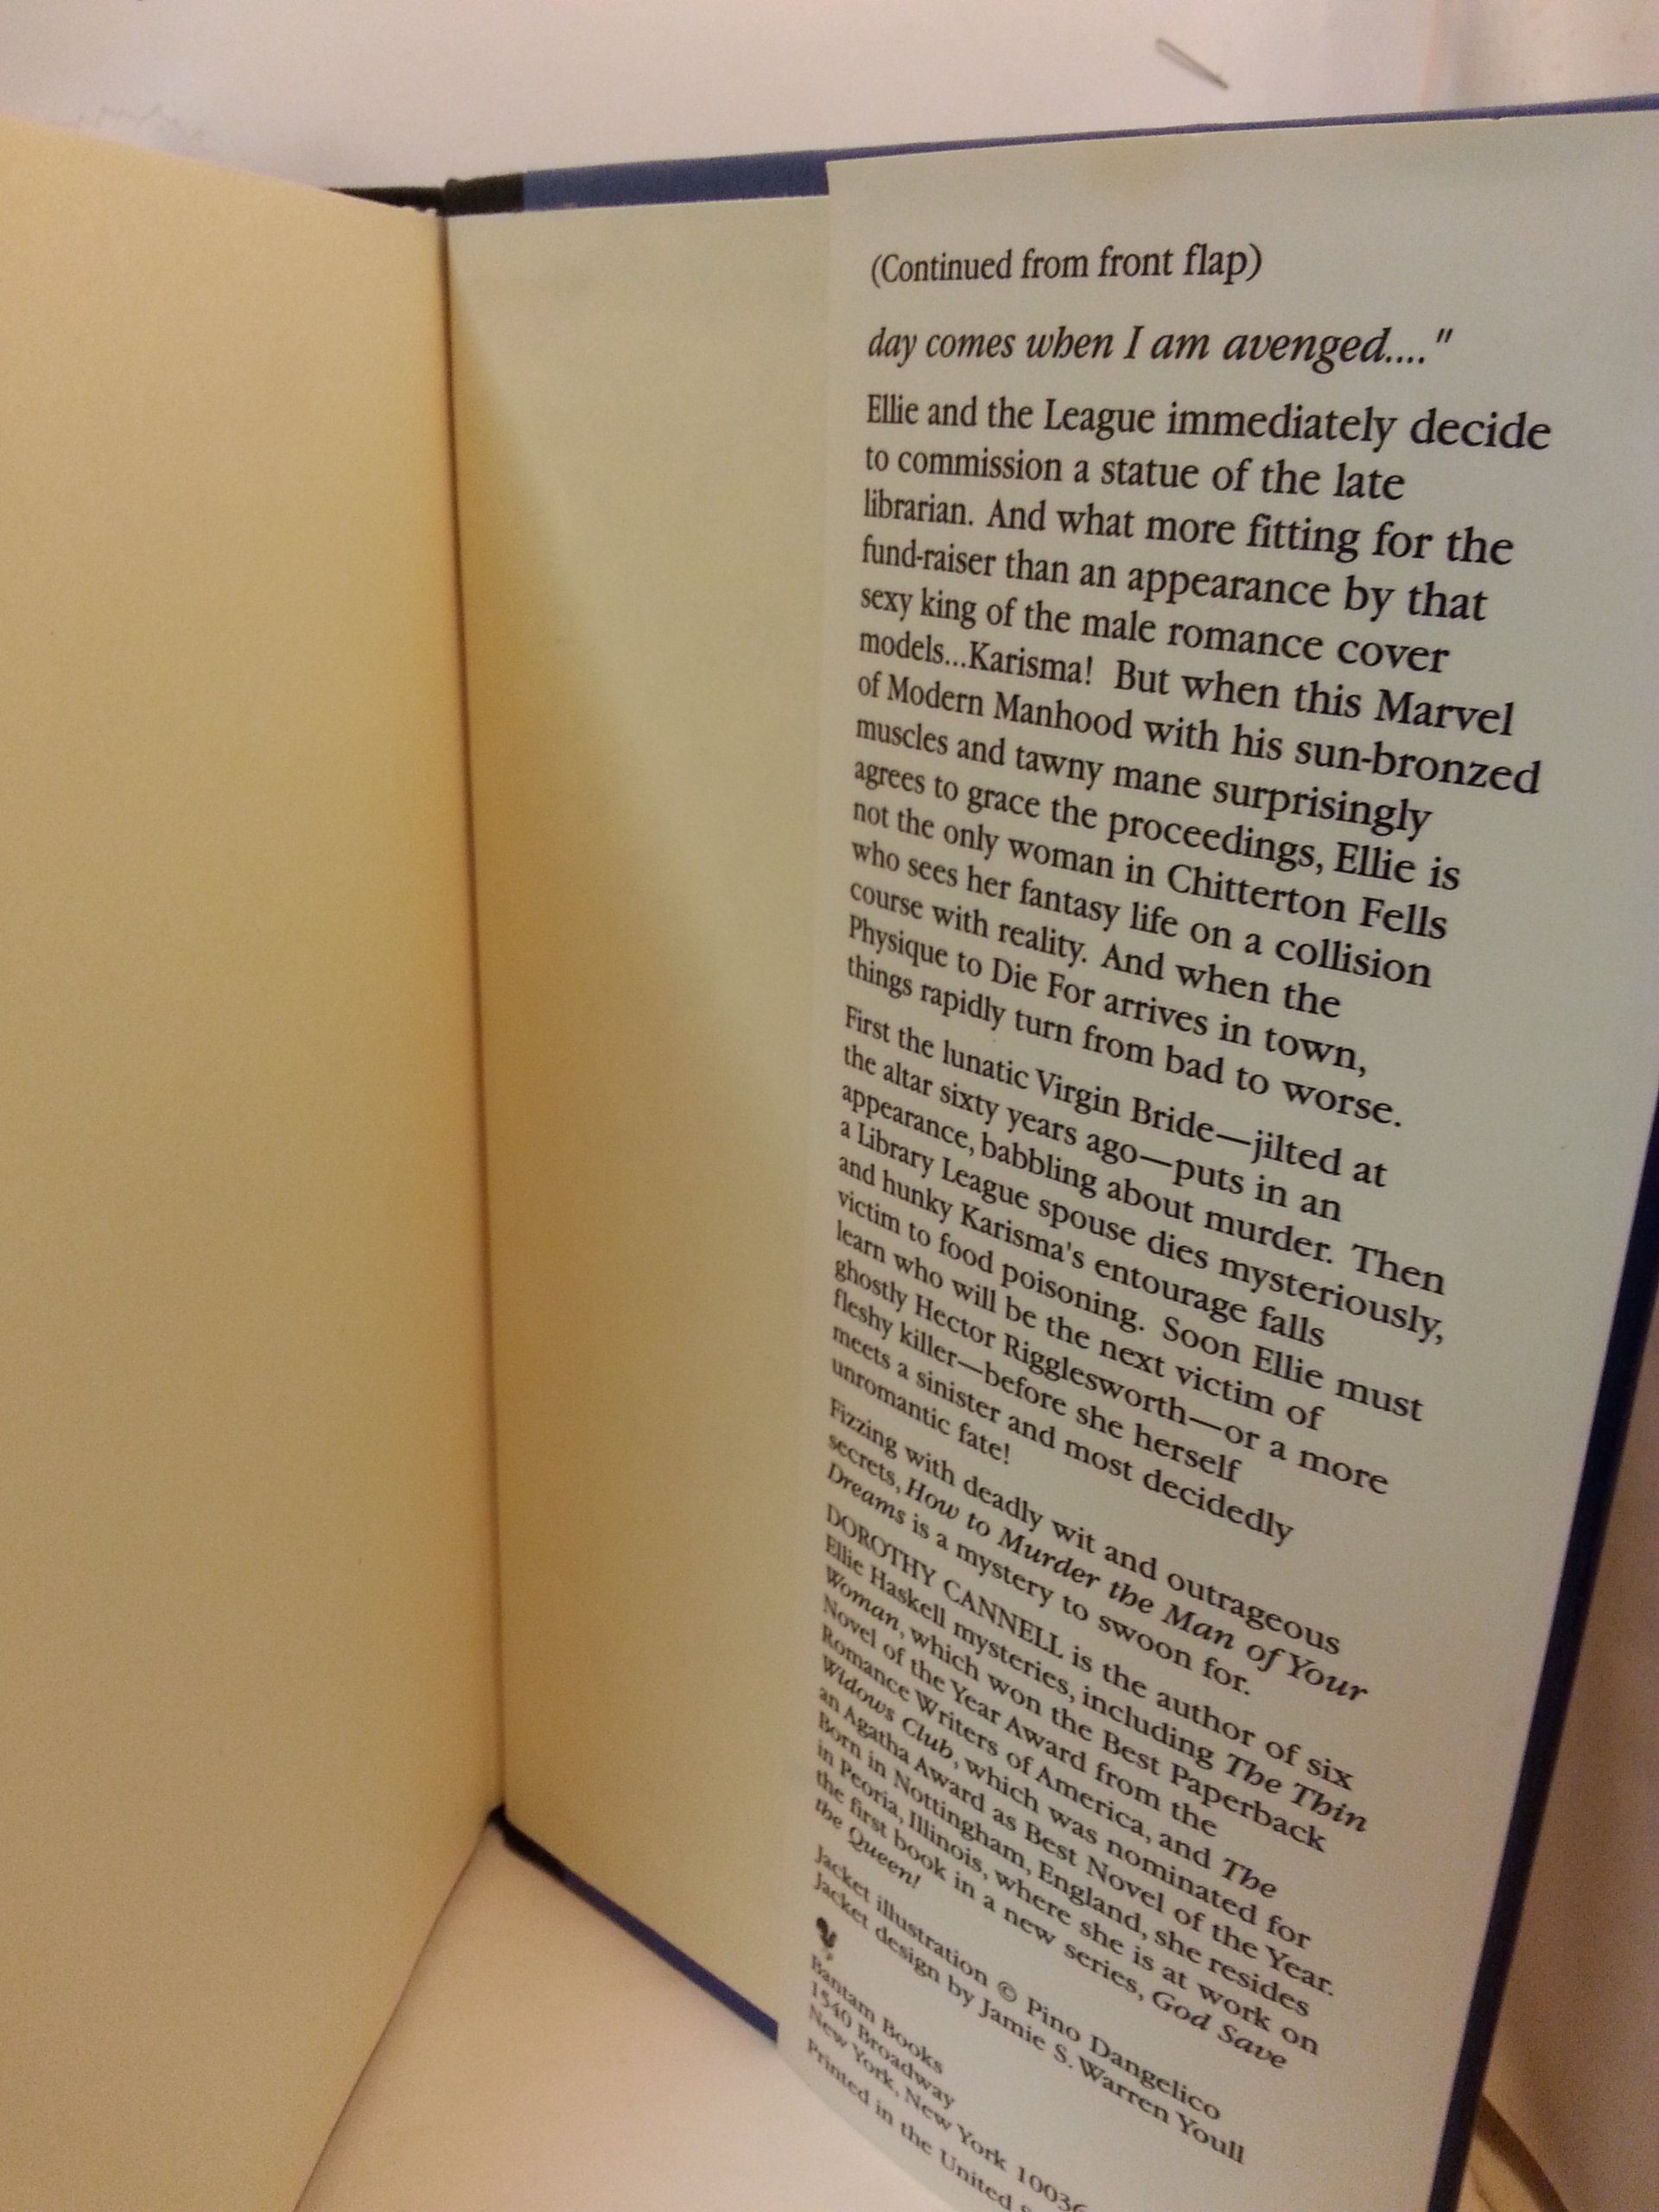 (Continued from front flap)
day comes when I am avenged...."
Ellie and the League immediately decide
to commission a statue of the late
librarian. And what more fitting for the
fund-raiser than an appearance by that
sexy king of the male romance cover
models...Karisma! But when this Marvel
of Modern Manhood with his sun-bronzed
muscles and tawny mane surprisingly
agrees to grace the proceedings, Ellie is
not the only woman in Chitterton Fells
who sees her fantasy life on a collision
course with reality. And when the
Physique to Die For arrives in town,
things rapidly turn from bad to worse.
First the lunatic Virgin Bride—jilted at
the altar sixty years ago—puts in an
appearance, babbling about murder. Then
a Library League spouse dies mysteriously,
and hunky Karisma's entourage falls
victim to food poisoning. Soon Ellie must
learn who will be the next victim of
ghostly Hector Rigglesworth—or a more
fleshy killer—before she herself
meets a sinister and most decidedly
unromantic fate!
Fizzing with deadly wit and outrageous
secrets, How to Murder the Man of Your
Dreams is a mystery to swoon for.
DOROTHY CANNELL is the author of six
Ellie Haskell mysteries, including The Thin
Woman, which won the Best Paperback
Novel of the Year Award from the
Romance Writers of America, and The
Widows Club, which was nominated for
an Agatha Award as Best Novel of the Year.
Born in Nottingham, England, she resides
in Peoria, Illinois, where she is at work on
the first book in a new series, God Save
the Queen!
Jacket illustration © Pino Dangelico
Jacket design by Jamie S. Warren Youll
Bantam Books
1540 Broadway
New York, New York 10036
Printed in the United